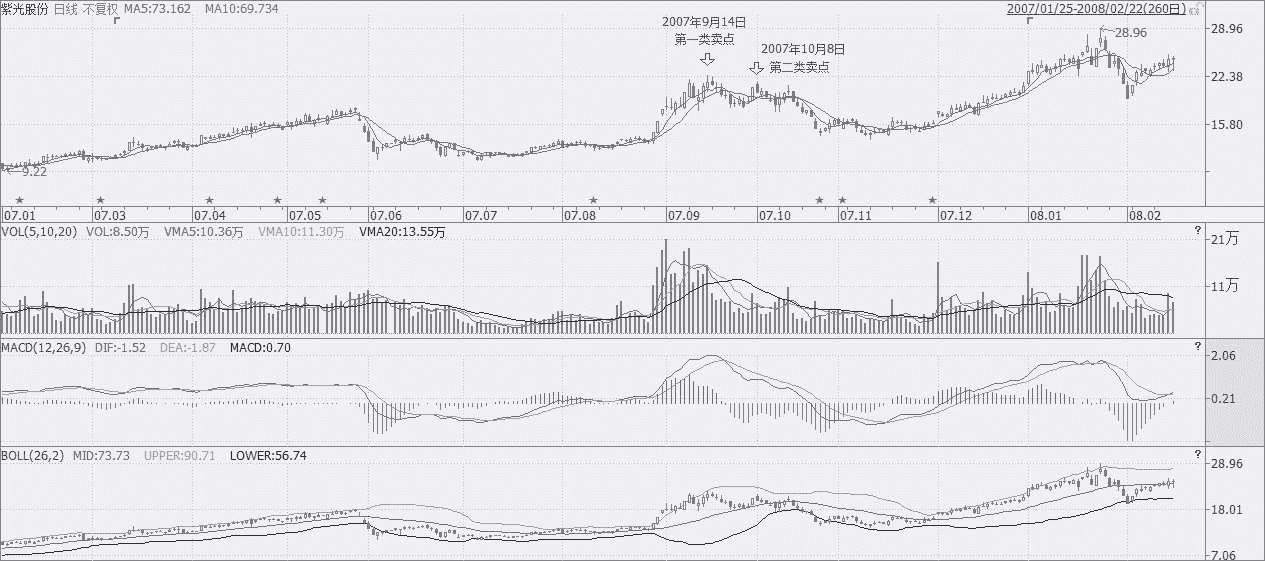 紫光股份 日线 不复权 MA5:73.162 MA10:69.734
2007/01/25-2008/02/22(260日)
2007年9月14日
第一类卖点
2007年10月8日
第二类卖点
28.96
28.96
22.38
15.80
9.22
07.01 07.03 07.04 07.05 07.06 07.07 07.08 07.09 07.10 07.11 07.12 08.01 08.02
VOL(5,10,20) VOL:8.50万 VMA5:10.36万 VMA10:11.30万 VMA20:13.55万 ?
21万
11万
MACD(12,26,9) DIF:-1.52 DEA:-1.87 MACD:0.70 ?
2.06
0.21
BOLL(26,2) MID:73.73 UPPER:90.71 LOWER:56.74 ?
28.96
18.01
7.06